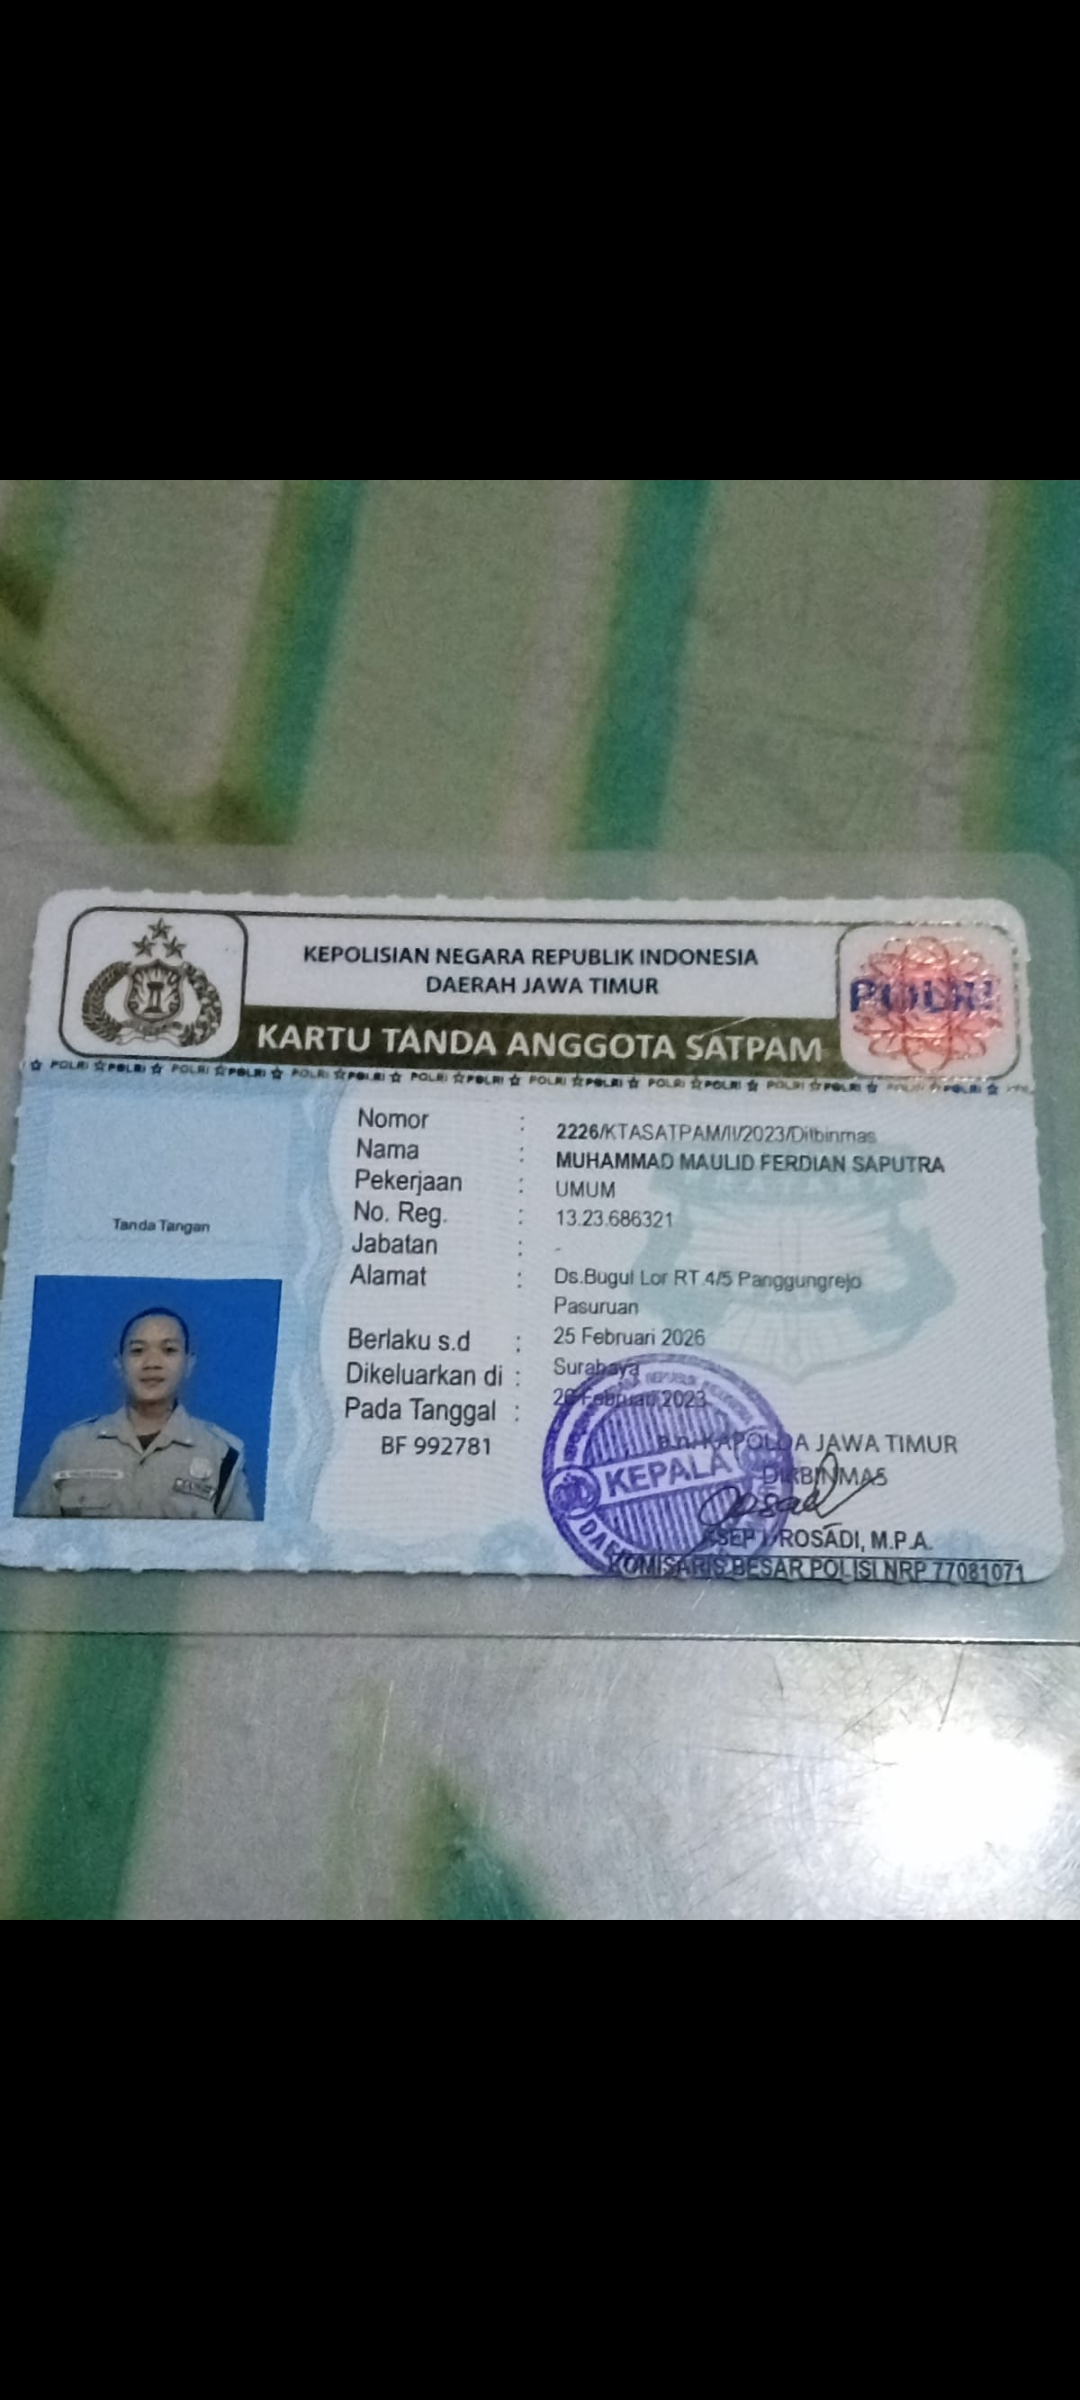 KEPOLISIAN NEGARA REPUBLIK INDONESIA
DAERAH JAWA TIMUR
KARTU TANDA ANGGOTA SATPAM
POLRI
POLRI POLRI POLRI POLRI POLRI POLRI POLRI POLRI POLRI POLRI POLRI POLRI POLRI POLRI POLRI POLRI
Nomor : 2226/KTASATPAM/II/2023/Ditbinmas
Nama : MUHAMMAD MAULID FERDIAN SAPUTRA
Pekerjaan : UMUM
No. Reg. : 13.23.686321
Jabatan : -
Alamat : Ds.Bugul Lor RT.4/5 Panggungrejo
Pasuruan
Berlaku s.d : 25 Februari 2026
Dikeluarkan di : Surabaya
Pada Tanggal : 26 Februari 2023
BF 992781
Tanda Tangan
a.n. KAPOLDA JAWA TIMUR
DIRBINMAS
KEPALA
ASEP I. ROSADI, M.P.A.
KOMISARIS BESAR POLISI NRP 77081071